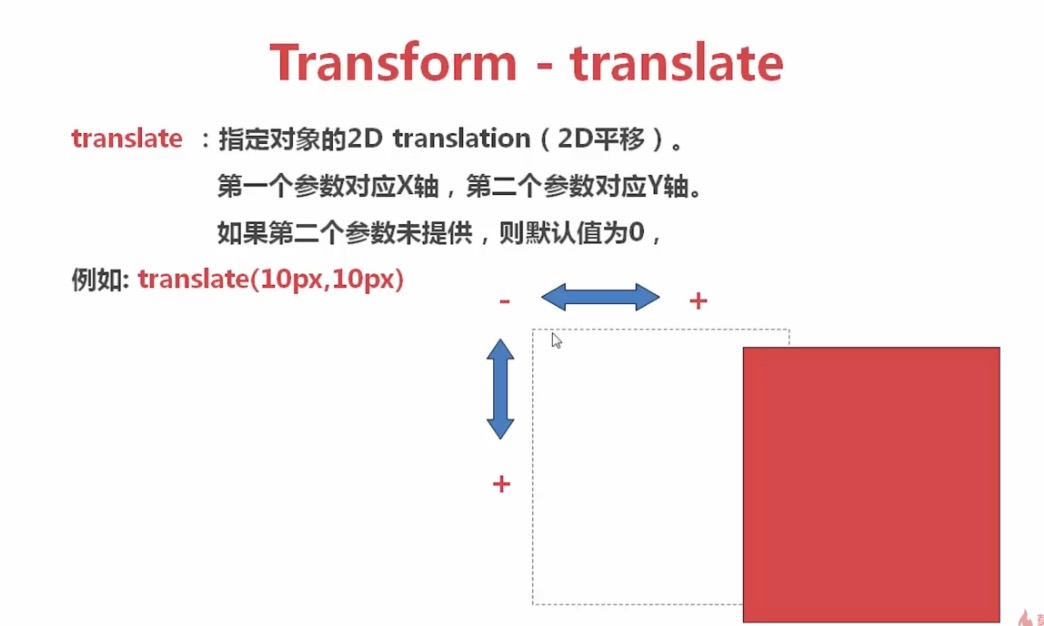 Transform - translate
translate ：指定对象的2D translation（2D平移）。
第一个参数对应X轴，第二个参数对应Y轴。
如果第二个参数未提供，则默认值为0，
例如: translate(10px,10px)
- +
+